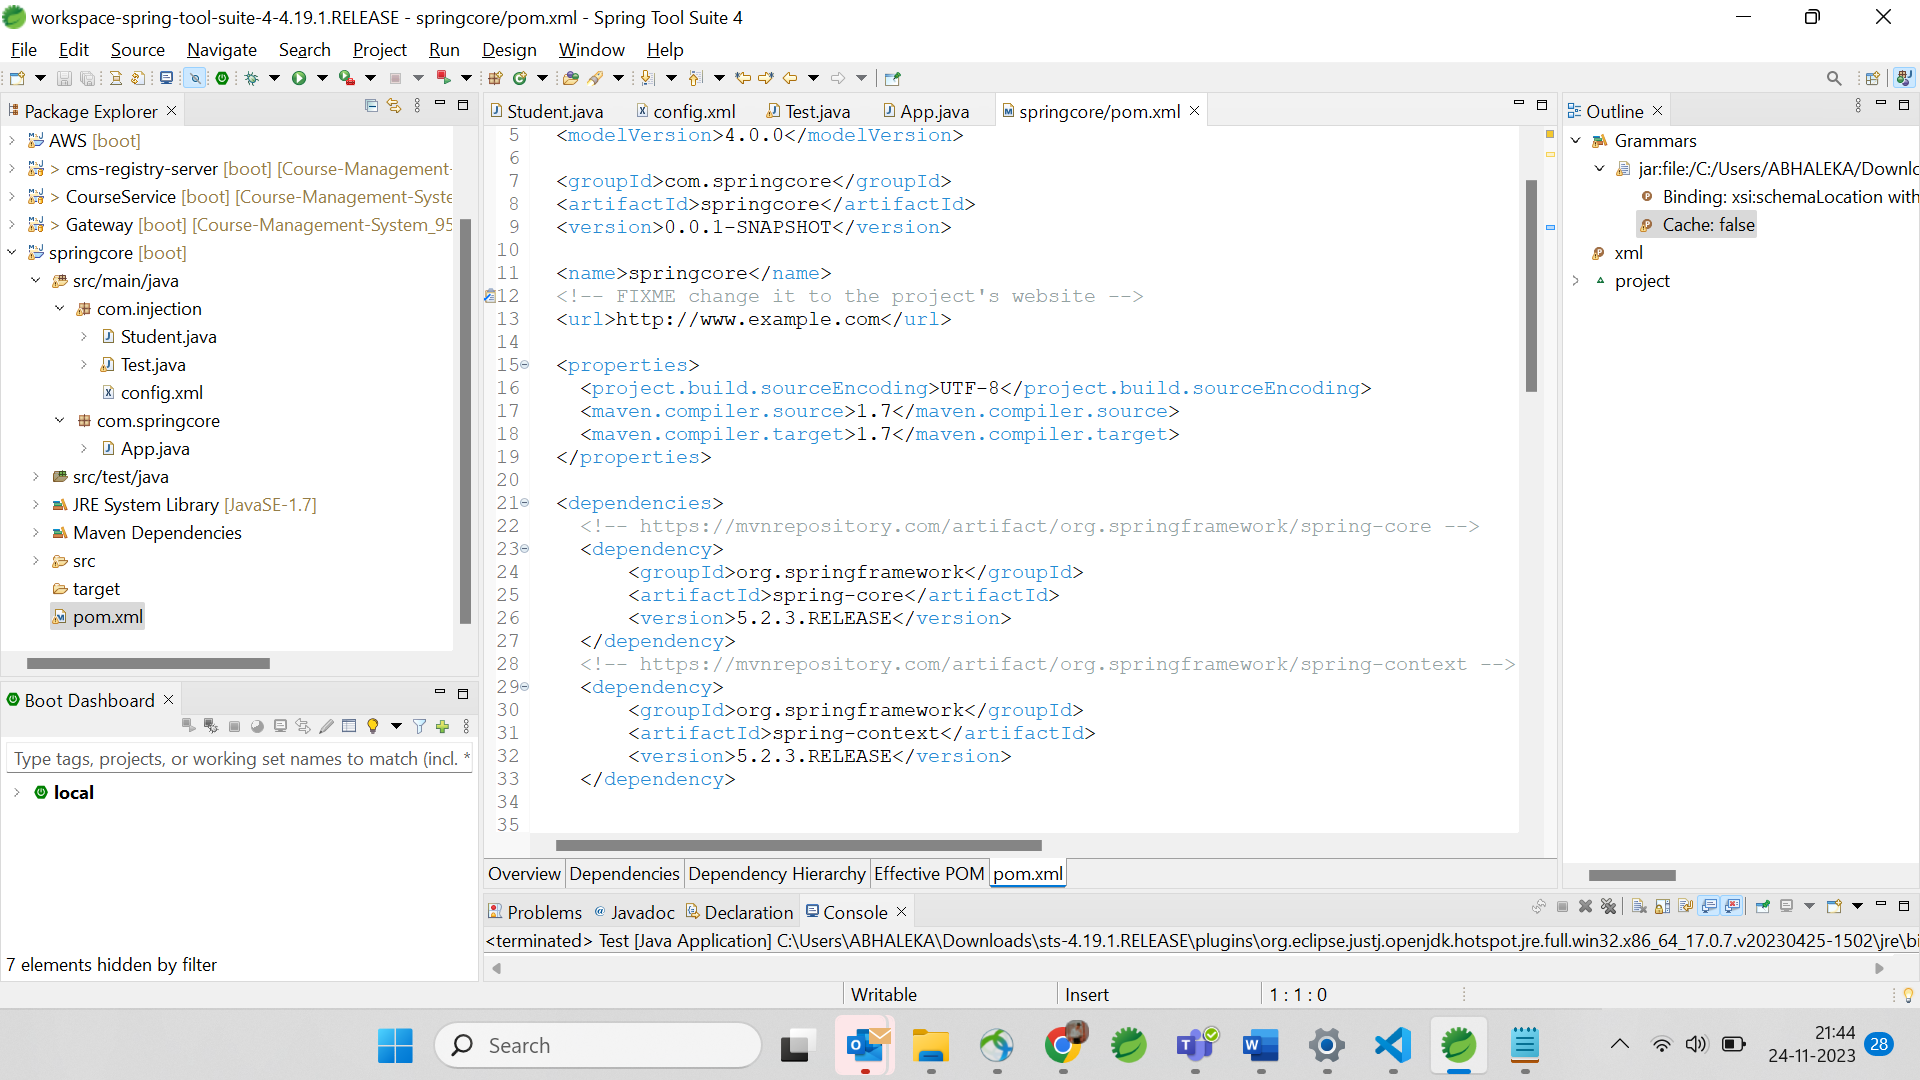 workspace-spring-tool-suite-4-4.19.1.RELEASE - springcore/pom.xml - Spring Tool Suite 4
File Edit Source Navigate Search Project Run Design Window Help
Package Explorer
AWS [boot]
> cms-registry-server [boot] [Course-Management-
> CourseService [boot] [Course-Management-Syste
> Gateway [boot] [Course-Management-System_95
springcore [boot]
src/main/java
com.injection
Student.java
Test.java
config.xml
com.springcore
App.java
src/test/java
JRE System Library [JavaSE-1.7]
Maven Dependencies
src
target
pom.xml
Boot Dashboard
Type tags, projects, or working set names to match (incl. *
local
7 elements hidden by filter
Student.java config.xml Test.java App.java springcore/pom.xml
5 <modelVersion>4.0.0</modelVersion>
6
7 <groupId>com.springcore</groupId>
8 <artifactId>springcore</artifactId>
9 <version>0.0.1-SNAPSHOT</version>
10
11 <name>springcore</name>
12 <!-- FIXME change it to the project's website -->
13 <url>http://www.example.com</url>
14
15 <properties>
16 <project.build.sourceEncoding>UTF-8</project.build.sourceEncoding>
17 <maven.compiler.source>1.7</maven.compiler.source>
18 <maven.compiler.target>1.7</maven.compiler.target>
19 </properties>
20
21 <dependencies>
22 <!-- https://mvnrepository.com/artifact/org.springframework/spring-core -->
23 <dependency>
24 <groupId>org.springframework</groupId>
25 <artifactId>spring-core</artifactId>
26 <version>5.2.3.RELEASE</version>
27 </dependency>
28 <!-- https://mvnrepository.com/artifact/org.springframework/spring-context -->
29 <dependency>
30 <groupId>org.springframework</groupId>
31 <artifactId>spring-context</artifactId>
32 <version>5.2.3.RELEASE</version>
33 </dependency>
34
35
Overview Dependencies Dependency Hierarchy Effective POM pom.xml
Outline
Grammars
jar:file:/C:/Users/ABHALEKA/Downlo
Binding: xsi:schemaLocation with
Cache: false
xml
project
Problems @ Javadoc Declaration Console
<terminated> Test [Java Application] C:\Users\ABHALEKA\Downloads\sts-4.19.1.RELEASE\plugins\org.eclipse.justj.openjdk.hotspot.jre.full.win32.x86_64_17.0.7.v20230425-1502\jre\bi
Writable Insert 1 : 1 : 0
Search
21:44
24-11-2023 28